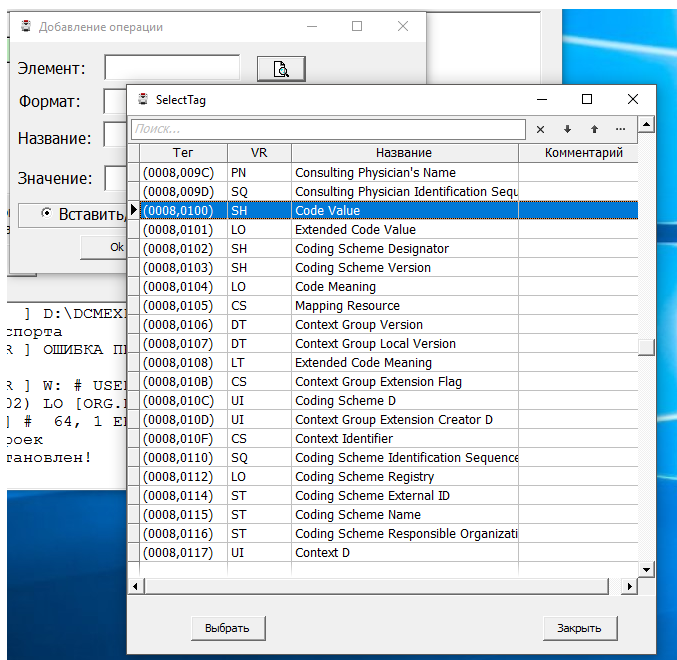 Добавление операции
Элемент:
Формат:
Название:
Значение:
Вставить,
Ok
SelectTag
Поиск...
Тег VR Название Комментарий
(0008,009C) PN Consulting Physician's Name
(0008,009D) SQ Consulting Physician Identification Sequ
(0008,0100) SH Code Value
(0008,0101) LO Extended Code Value
(0008,0102) SH Coding Scheme Designator
(0008,0103) SH Coding Scheme Version
(0008,0104) LO Code Meaning
(0008,0105) CS Mapping Resource
(0008,0106) DT Context Group Version
(0008,0107) DT Context Group Local Version
(0008,0108) LT Extended Code Meaning
(0008,010B) CS Context Group Extension Flag
(0008,010C) UI Coding Scheme D
(0008,010D) UI Context Group Extension Creator D
(0008,010F) CS Context Identifier
(0008,0110) SQ Coding Scheme Identification Sequence
(0008,0112) LO Coding Scheme Registry
(0008,0114) ST Coding Scheme External ID
(0008,0115) ST Coding Scheme Name
(0008,0116) ST Coding Scheme Responsible Organizati
(0008,0117) UI Context D
Выбрать Закрыть
] D:\DCMEX
спорта
R ] ОШИБКА
R ] W: # USE
02) LO [ORG.
] # 64, 1
роек
тановлен!